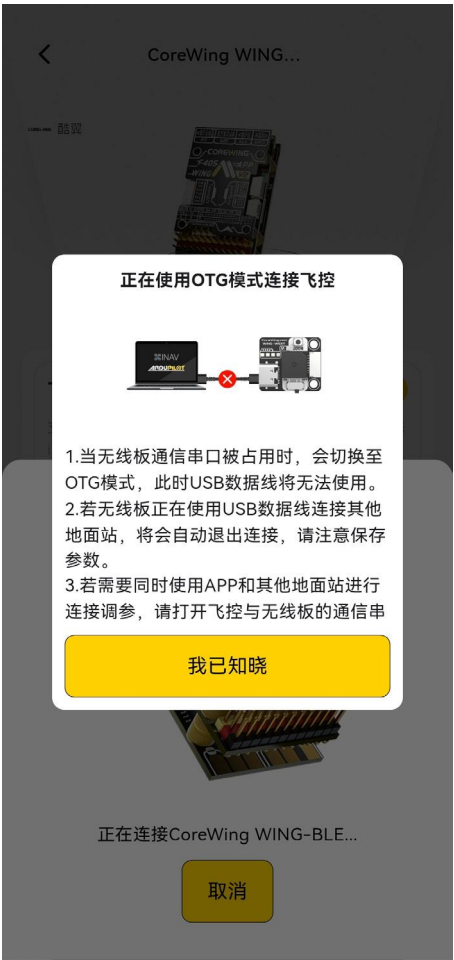 CoreWing WING...
酷翼
COREWING
F405
WING
正在使用OTG模式连接飞控
INAV
ARDUPILOT
1.当无线板通信串口被占用时，会切换至
OTG模式，此时USB数据线将无法使用。
2.若无线板正在使用USB数据线连接其他
地面站，将会自动退出连接，请注意保存
参数。
3.若需要同时使用APP和其他地面站进行
连接调参，请打开飞控与无线板的通信串
我已知晓
正在连接CoreWing WING-BLE...
取消